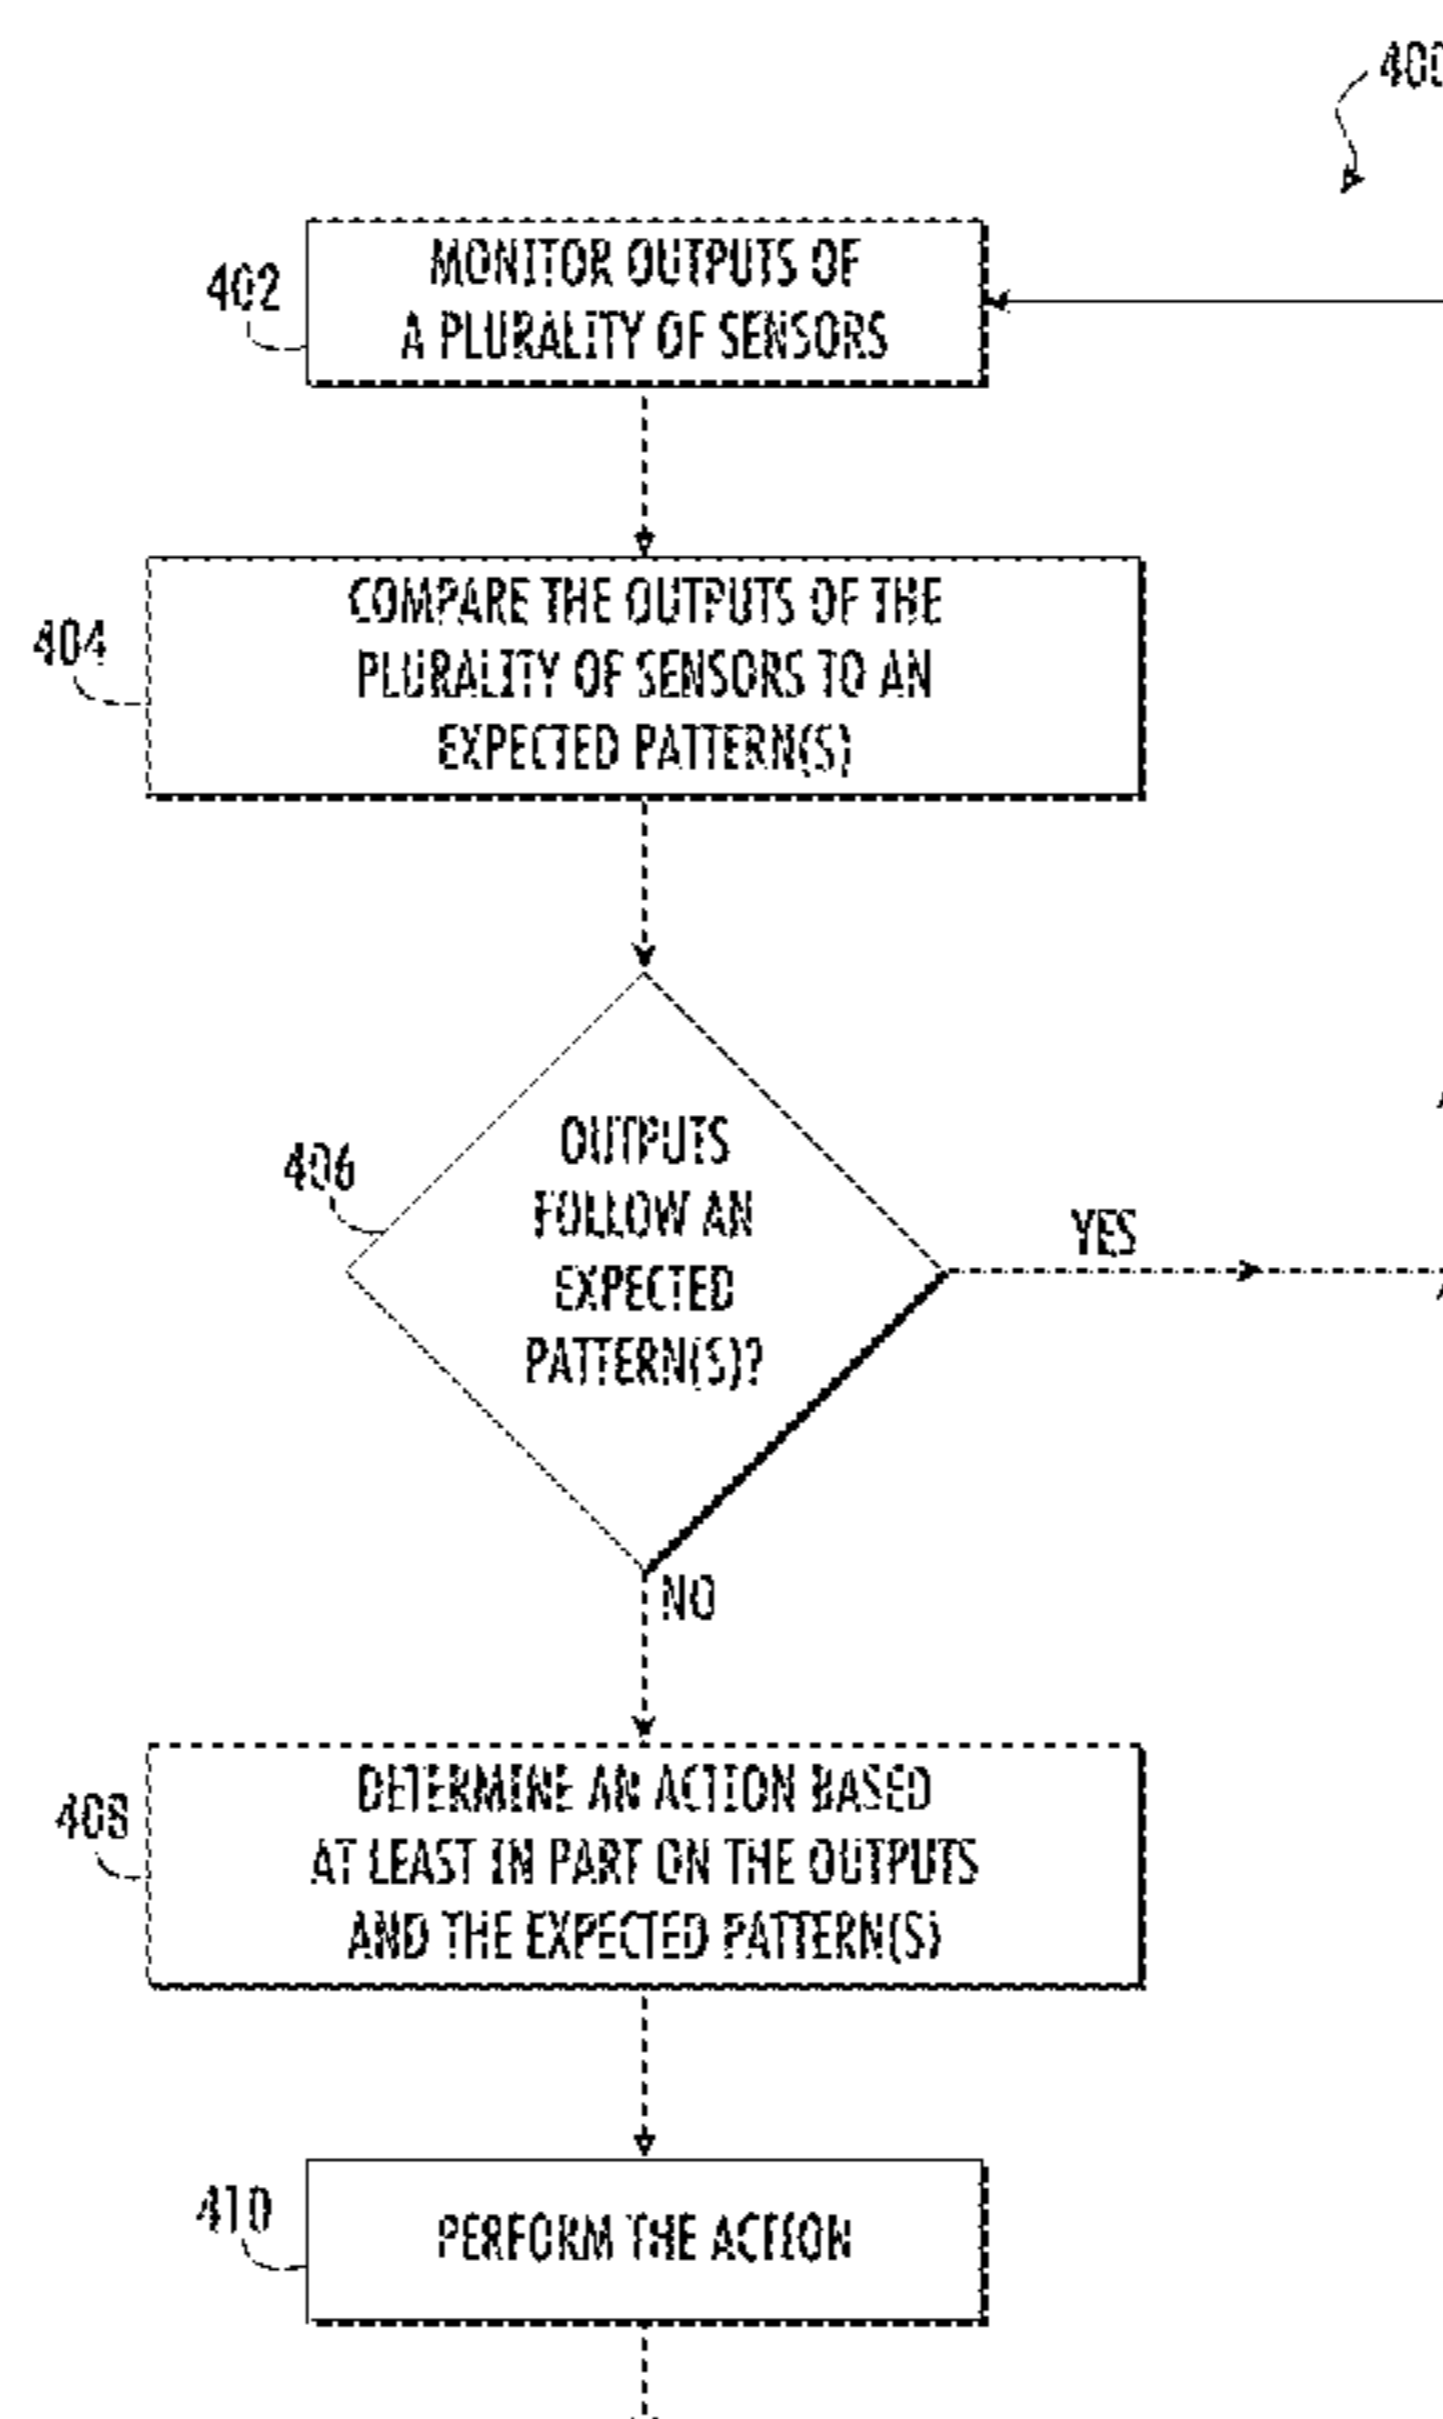 400
402
MONITOR OUTPUTS OF
A PLURALITY OF SENSORS
404
COMPARE THE OUTPUTS OF THE
PLURALITY OF SENSORS TO AN
EXPECTED PATTERN(S)
406
OUTPUTS
FOLLOW AN
EXPECTED
PATTERN(S)?
YES
NO
408
DETERMINE AN ACTION BASED
AT LEAST IN PART ON THE OUTPUTS
AND THE EXPECTED PATTERN(S)
410
PERFORM THE ACTION